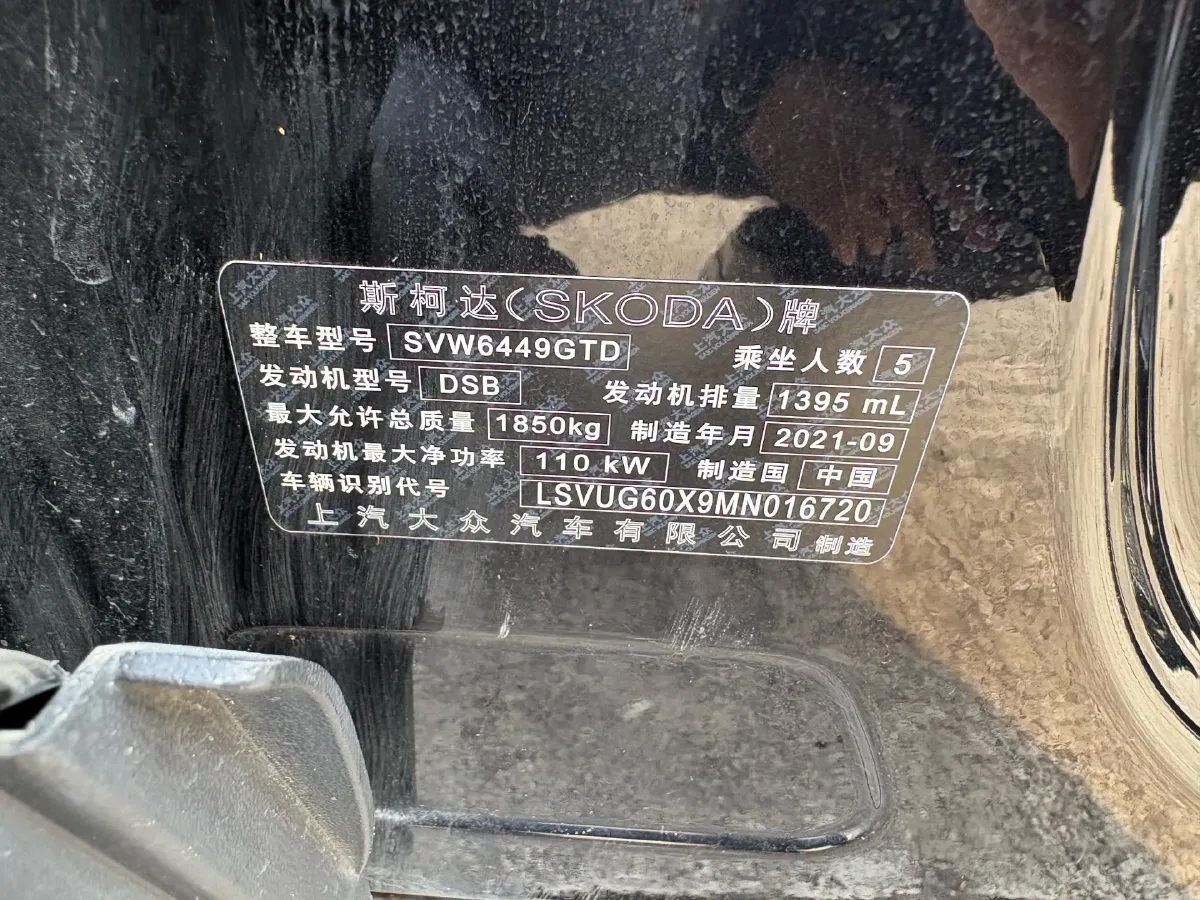 斯柯达(SKODA)牌
整车型号 SVW6449GTD 乘坐人数 5
发动机型号 DSB 发动机排量 1395 mL
最大允许总质量 1850kg 制造年月 2021-09
发动机最大净功率 110 kW 制造国 中国
车辆识别代号 LSVUG60X9MN016720
上汽大众汽车有限公司 制造